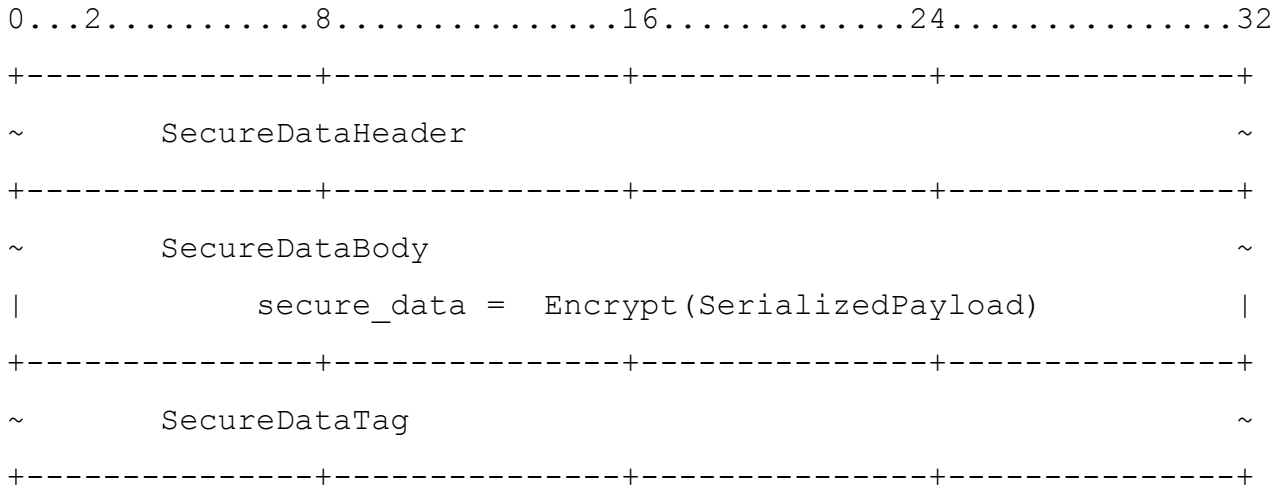 0...2...........8...............16.............24...............32
+---------------+---------------+---------------+---------------+
~       SecureDataHeader                                        ~
+---------------+---------------+---------------+---------------+
~       SecureDataBody                                          ~
|            secure_data =  Encrypt(SerializedPayload)          |
+---------------+---------------+---------------+---------------+
~       SecureDataTag                                           ~
+---------------+---------------+---------------+---------------+